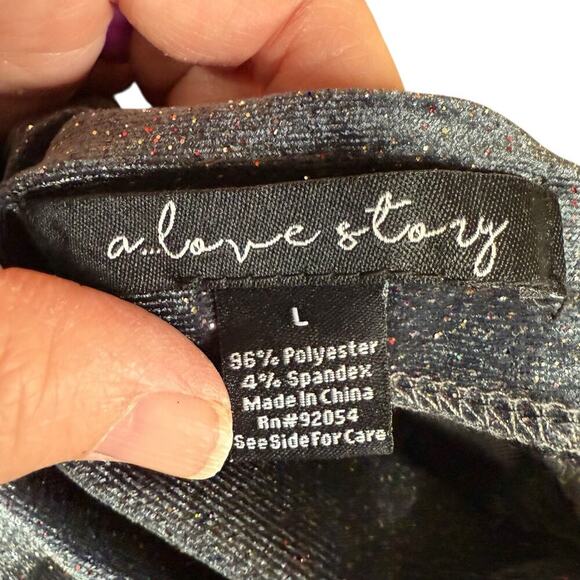 a...love story
L
96% Polyester
4% Spandex
Made In China
Rn#92054
See Side For Care